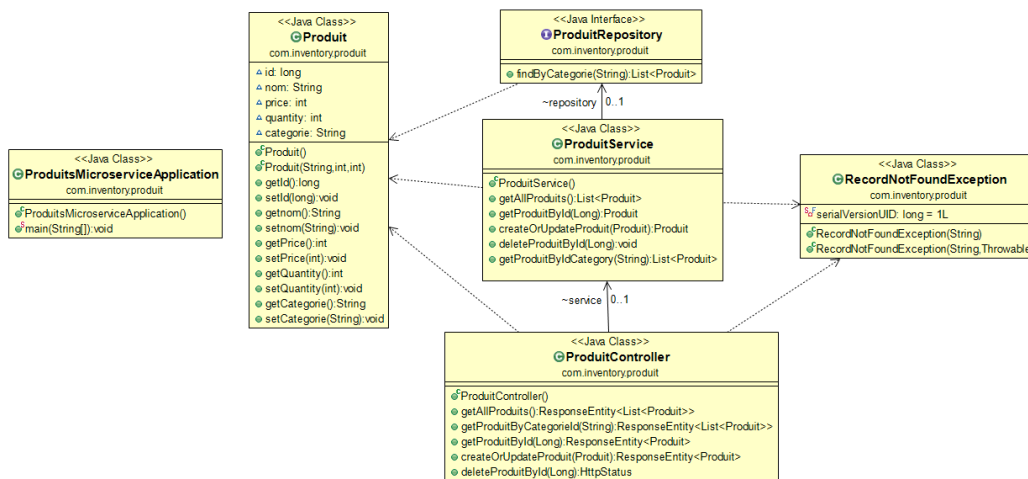 <<Java Class>>
ProduitsMicroserviceApplication
com.inventory.produit
ProduitsMicroserviceApplication()
main(String[]):void
<<Java Class>>
Produit
com.inventory.produit
id: long
nom: String
price: int
quantity: int
categorie: String
Produit()
Produit(String,int,int)
getId():long
setId(long):void
getnom():String
setnom(String):void
getPrice():int
setPrice(int):void
getQuantity():int
setQuantity(int):void
getCategorie():String
setCategorie(String):void
<<Java Interface>>
ProduitRepository
com.inventory.produit
findByCategorie(String):List<Produit>
~repository 0..1
<<Java Class>>
ProduitService
com.inventory.produit
ProduitService()
getAllProduits():List<Produit>
getProduitById(Long):Produit
createOrUpdateProduit(Produit):Produit
deleteProduitById(Long):void
getProduitByIdCategory(String):List<Produit>
~service 0..1
<<Java Class>>
ProduitController
com.inventory.produit
ProduitController()
getAllProduits():ResponseEntity<List<Produit>>
getProduitByCategorieId(String):ResponseEntity<List<Produit>>
getProduitById(Long):ResponseEntity<Produit>
createOrUpdateProduit(Produit):ResponseEntity<Produit>
deleteProduitById(Long):HttpStatus
<<Java Class>>
RecordNotFoundException
com.inventory.produit
serialVersionUID: long = 1L
RecordNotFoundException(String)
RecordNotFoundException(String,Throwable